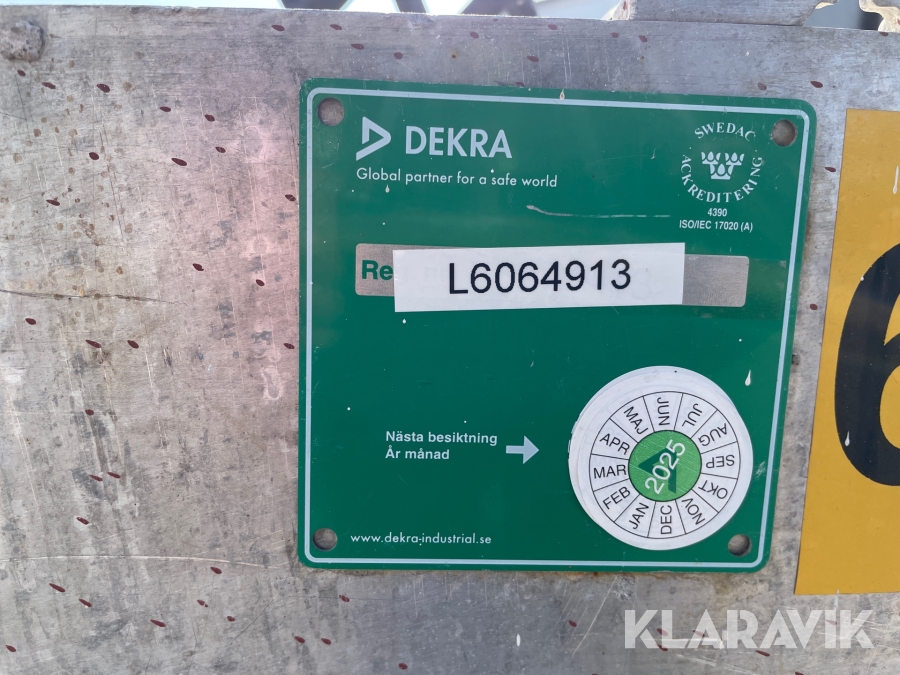 DEKRA
Global partner for a safe world
SWEDAC
ACKREDITERING
4390
ISO/IEC 17020 (A)
Re
L6064913
Nästa besiktning
År månad
JAN
FEB
MAR
APR
MAJ
JUN
JUL
AUG
SEP
OKT
NOV
DEC
2025
www.dekra-industrial.se
6
KLARAVIK